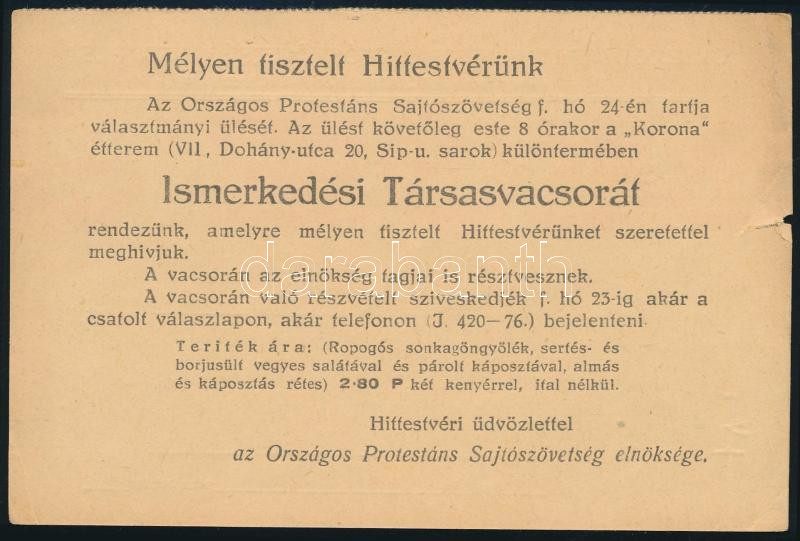 Mélyen tisztelt Hittestvérünk
Az Országos Protestáns Sajtószövetség f. hó 24-én tartja
választmányi ülését. Az ülést követőleg este 8 órakor a „Korona“
étterem (VII, Dohány-utca 20, Sip-u. sarok) különtermében
Ismerkedési Társasvacsorát
rendezünk, amelyre mélyen tisztelt Hittestvérünket szeretettel
meghivjuk.
A vacsorán az elnökség tagjai is résztvesznek.
A vacsorán való részvételt sziveskedjék f. hó 23-ig akár a
csatolt válaszlapon, akár telefonon (J. 420—76.) bejelenteni.
Teriték ára: (Ropogós sonkagöngyölék, sertés- és
borjusült vegyes salátával és párolt káposztával, almás
és káposztás rétes) 2·80 P két kenyérrel, ital nélkül.
Hittestvéri üdvözlettel
az Országos Protestáns Sajtószövetség elnöksége.
darabanth